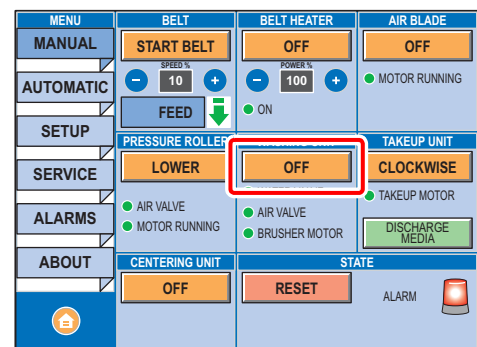 MENU
MANUAL
AUTOMATIC
SETUP
SERVICE
ALARMS
ABOUT
BELT
START BELT
SPEED %
10
FEED
BELT HEATER
OFF
POWER %
100
ON
AIR BLADE
OFF
MOTOR RUNNING
PRESSURE ROLLER
LOWER
AIR VALVE
MOTOR RUNNING
OFF
AIR VALVE
BRUSHER MOTOR
TAKEUP UNIT
CLOCKWISE
TAKEUP MOTOR
DISCHARGE
MEDIA
CENTERING UNIT
OFF
STATE
RESET
ALARM